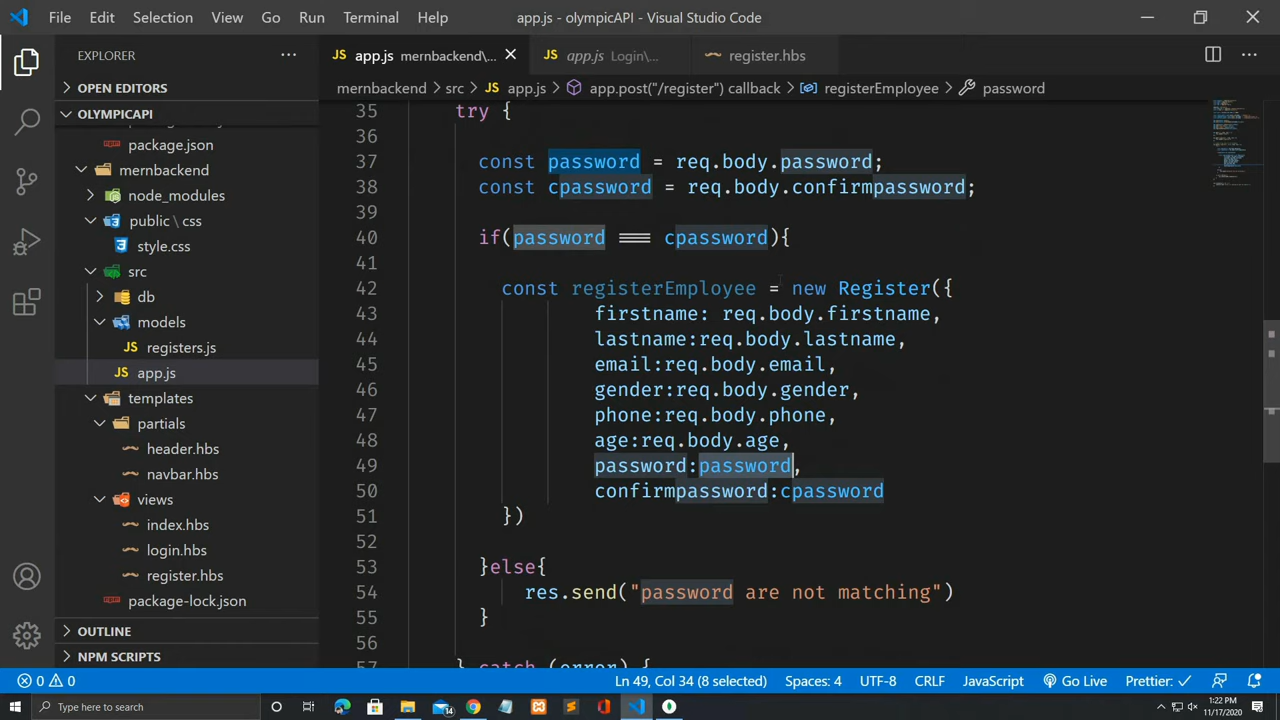 File Edit Selection View Go Run Terminal Help app.js - olympicAPI - Visual Studio Code
EXPLORER
OPEN EDITORS
OLYMPICAPI
package.json
mernbackend
node_modules
public \ css
style.css
src
db
models
JS registers.js
JS app.js
templates
partials
header.hbs
navbar.hbs
views
index.hbs
login.hbs
register.hbs
package-lock.json
OUTLINE
NPM SCRIPTS
JS app.js mernbackend\... JS app.js Login\... register.hbs
mernbackend > src > JS app.js > app.post("/register") callback > registerEmployee > password
35 try {
36
37 const password = req.body.password;
38 const cpassword = req.body.confirmpassword;
39
40 if(password === cpassword){
41
42 const registerEmployee = new Register({
43 firstname: req.body.firstname,
44 lastname:req.body.lastname,
45 email:req.body.email,
46 gender:req.body.gender,
47 phone:req.body.phone,
48 age:req.body.age,
49 password:password,
50 confirmpassword:cpassword
51 })
52
53 }else{
54 res.send("password are not matching")
55 }
56
57 } catch (error) {
0 0 Ln 49, Col 34 (8 selected) Spaces: 4 UTF-8 CRLF JavaScript Go Live Prettier: ✓
Type here to search 14 1:22 PM
11/17/2020